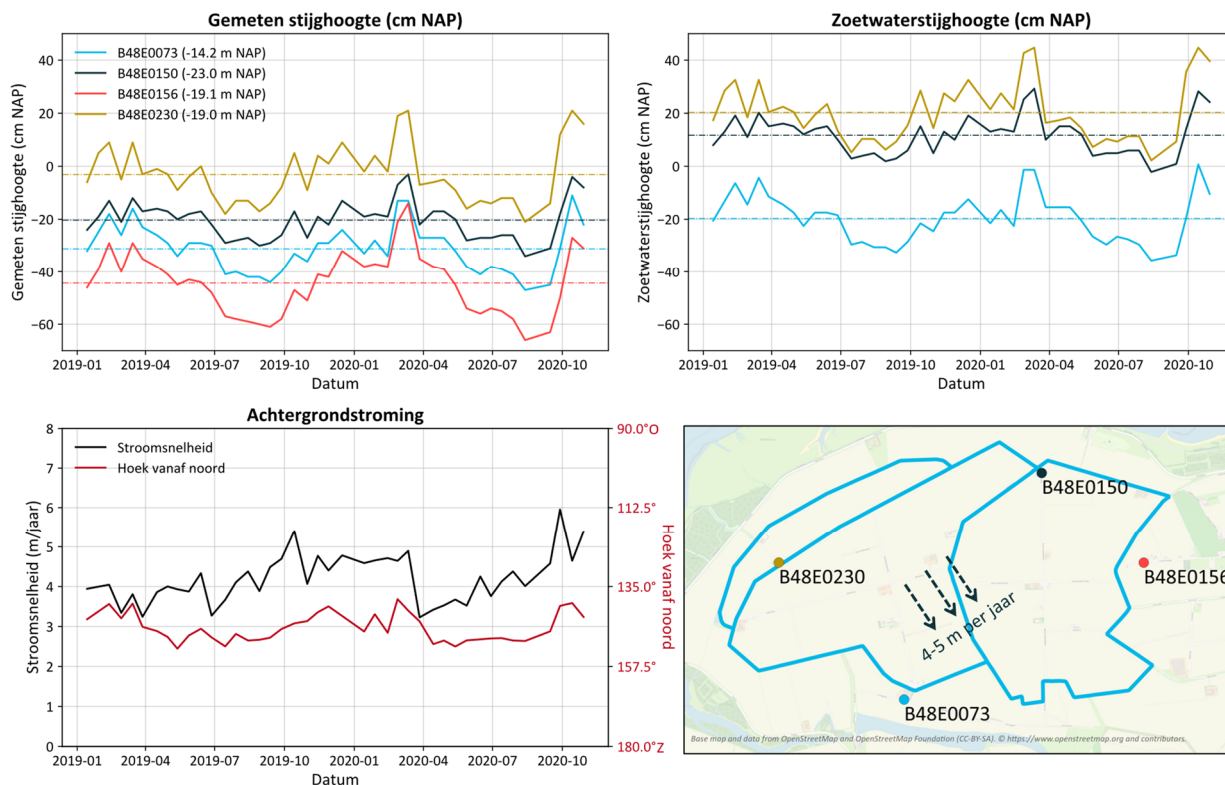 Gemeten stijghoogte (cm NAP)
Gemeten stijghoogte (cm NAP)
40
20
0
−20
−40
−60
B48E0073 (-14.2 m NAP)
B48E0150 (-23.0 m NAP)
B48E0156 (-19.1 m NAP)
B48E0230 (-19.0 m NAP)
2019-01 2019-04 2019-07 2019-10 2020-01 2020-04 2020-07 2020-10
Datum
Zoetwaterstijghoogte (cm NAP)
Zoetwaterstijghoogte (cm NAP)
40
20
0
−20
−40
−60
2019-01 2019-04 2019-07 2019-10 2020-01 2020-04 2020-07 2020-10
Datum
Achtergrondstroming
Stroomsnelheid (m/jaar)
8
7
6
5
4
3
2
1
0
Stroomsnelheid
Hoek vanaf noord
90.0°O
112.5°
135.0°
157.5°
180.0°Z
Hoek vanaf noord
2019-01 2019-04 2019-07 2019-10 2020-01 2020-04 2020-07 2020-10
Datum
B48E0150
B48E0230
B48E0156
4-5 m per jaar
B48E0073
Base map and data from OpenStreetMap and OpenStreetMap Foundation (CC-BY-SA). © https://www.openstreetmap.org and contributors.